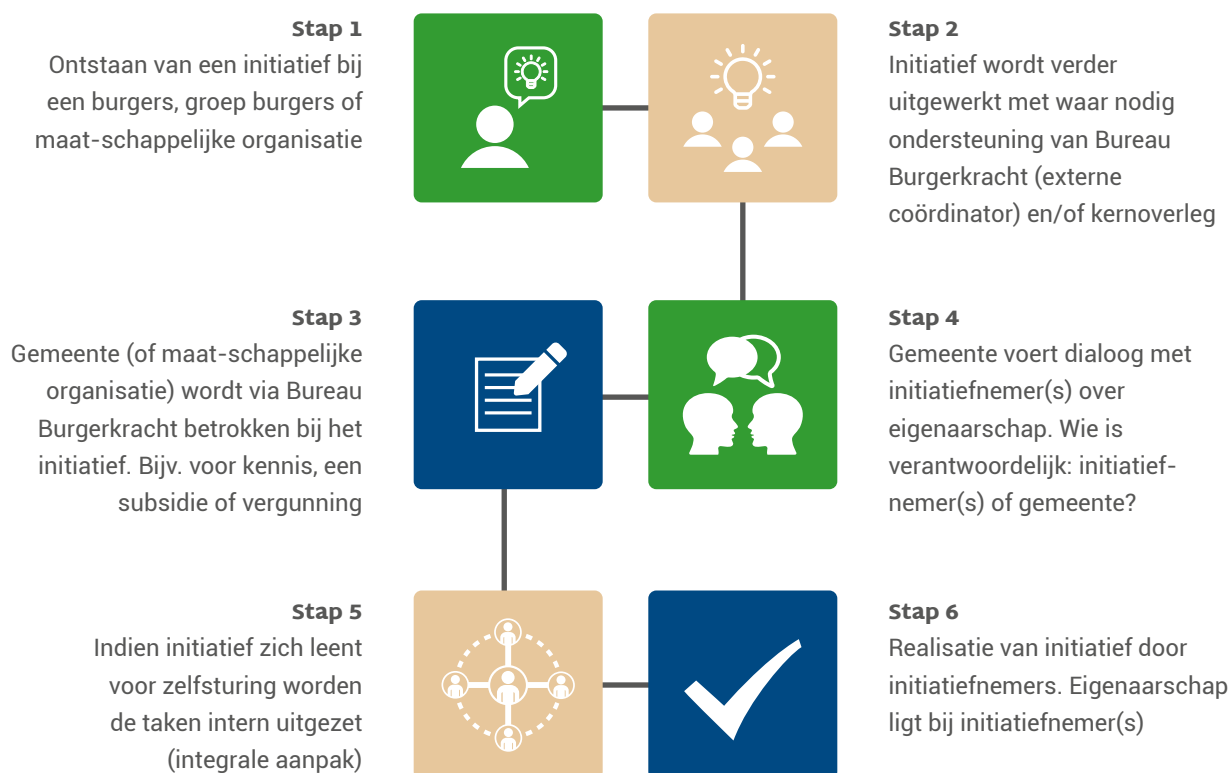 Stap 1
Ontstaan van een initiatief bij
een burgers, groep burgers of
maat-schappelijke organisatie
Stap 2
Initiatief wordt verder
uitgewerkt met waar nodig
ondersteuning van Bureau
Burgerkracht (externe
coördinator) en/of kernoverleg
Stap 3
Gemeente (of maat-schappelijke
organisatie) wordt via Bureau
Burgerkracht betrokken bij het
initiatief. Bijv. voor kennis, een
subsidie of vergunning
Stap 4
Gemeente voert dialoog met
initiatiefnemer(s) over
eigenaarschap. Wie is
verantwoordelijk: initiatief-
nemer(s) of gemeente?
Stap 5
Indien initiatief zich leent
voor zelfsturing worden
de taken intern uitgezet
(integrale aanpak)
Stap 6
Realisatie van initiatief door
initiatiefnemers. Eigenaarschap
ligt bij initiatiefnemer(s)